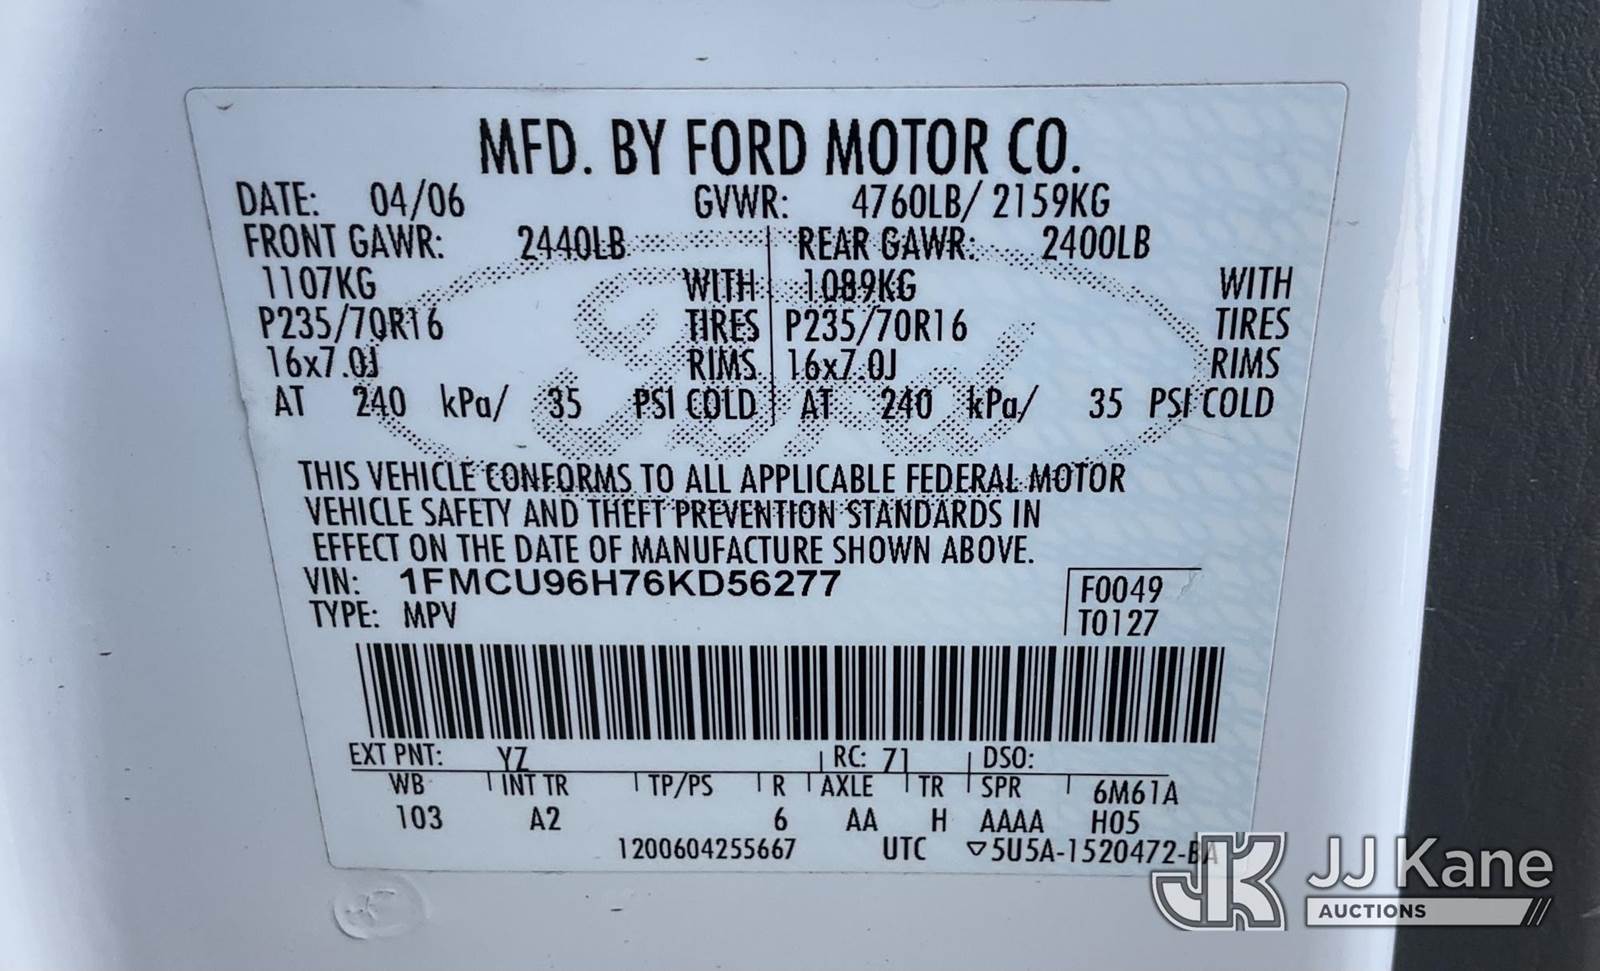 MFD. BY FORD MOTOR CO.
DATE: 04/06 GVWR: 4760LB/ 2159KG
FRONT GAWR: 2440LB REAR GAWR: 2400LB
1107KG WITH 1089KG WITH
P235/70R16 TIRES P235/70R16 TIRES
16x7.0J RIMS 16x7.0J RIMS
AT 240 kPa/ 35 PSI COLD AT 240 kPa/ 35 PSI COLD
Ford
THIS VEHICLE CONFORMS TO ALL APPLICABLE FEDERAL MOTOR
VEHICLE SAFETY AND THEFT PREVENTION STANDARDS IN
EFFECT ON THE DATE OF MANUFACTURE SHOWN ABOVE.
VIN: 1FMCU96H76KD56277 F0049
TYPE: MPV T0127
EXT PNT: YZ RC: 71 DSO:
WB INT TR TP/PS R AXLE TR SPR 6M61A
103 A2 6 AA H AAAA H05
1200604255667 UTC ▽5U5A-1520472-BA
JK JJ Kane
AUCTIONS